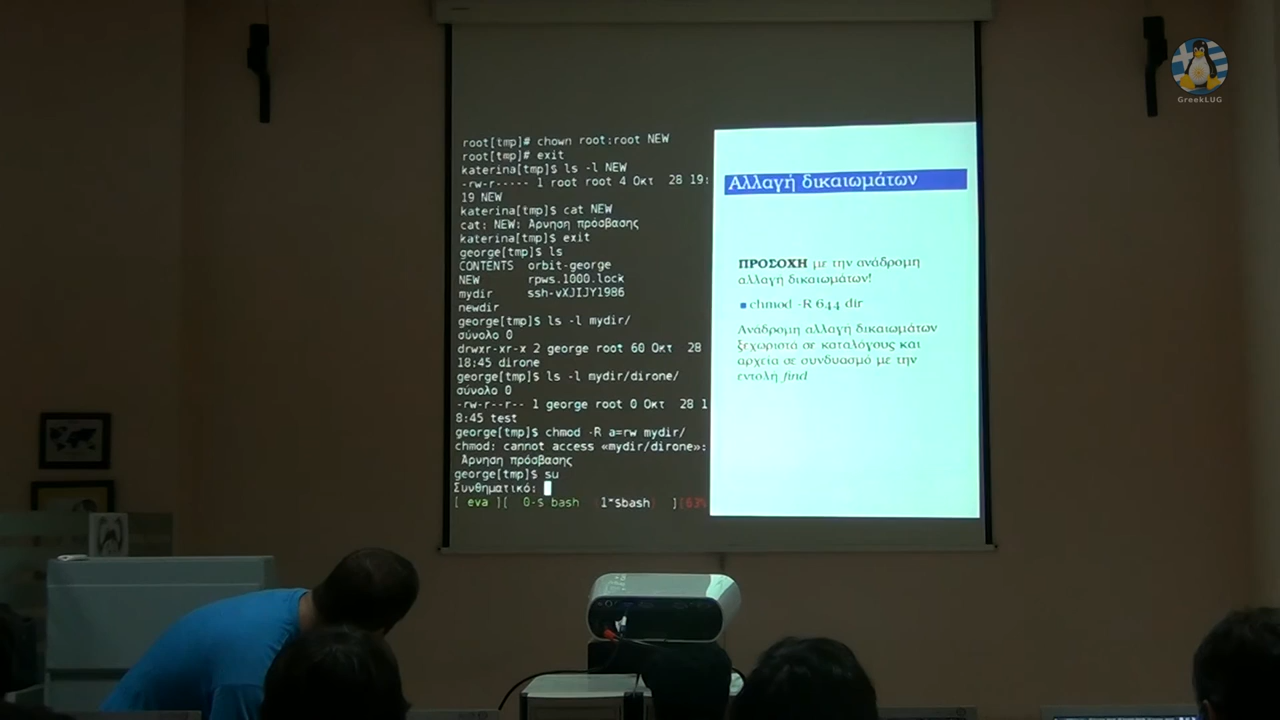 GreekLUG
root[tmp]# chown root:root NEW
root[tmp]# exit
katerina[tmp]$ ls -l NEW
-rw-r----- 1 root root 4 Οκτ 28 19:
19 NEW
katerina[tmp]$ cat NEW
cat: NEW: Άρνηση πρόσβασης
katerina[tmp]$ exit
george[tmp]$ ls
CONTENTS orbit-george
NEW rpws.1000.lock
mydir ssh-vXJIJY1986
newdir
george[tmp]$ ls -l mydir/
σύνολο 0
drwxr-xr-x 2 george root 60 Οκτ 28
18:45 dirone
george[tmp]$ ls -l mydir/dirone/
σύνολο 0
-rw-r--r-- 1 george root 0 Οκτ 28 1
8:45 test
george[tmp]$ chmod -R a=rw mydir/
chmod: cannot access «mydir/dirone»:
Άρνηση πρόσβασης
george[tmp]$ su
Συνθηματικό:
[ eva ][ 0-$ bash (1*$bash) ][63%
Αλλαγή δικαιωμάτων
ΠΡΟΣΟΧΗ με την ανάδρομη
αλλαγη δικαιωμάτων!
chmod -R 644 dir
Ανάδρομη αλλαγη δικαιωμάτων
ξεχωριστά σε καταλόγους και
αρχεία σε συνδυασμό με την
εντολή find